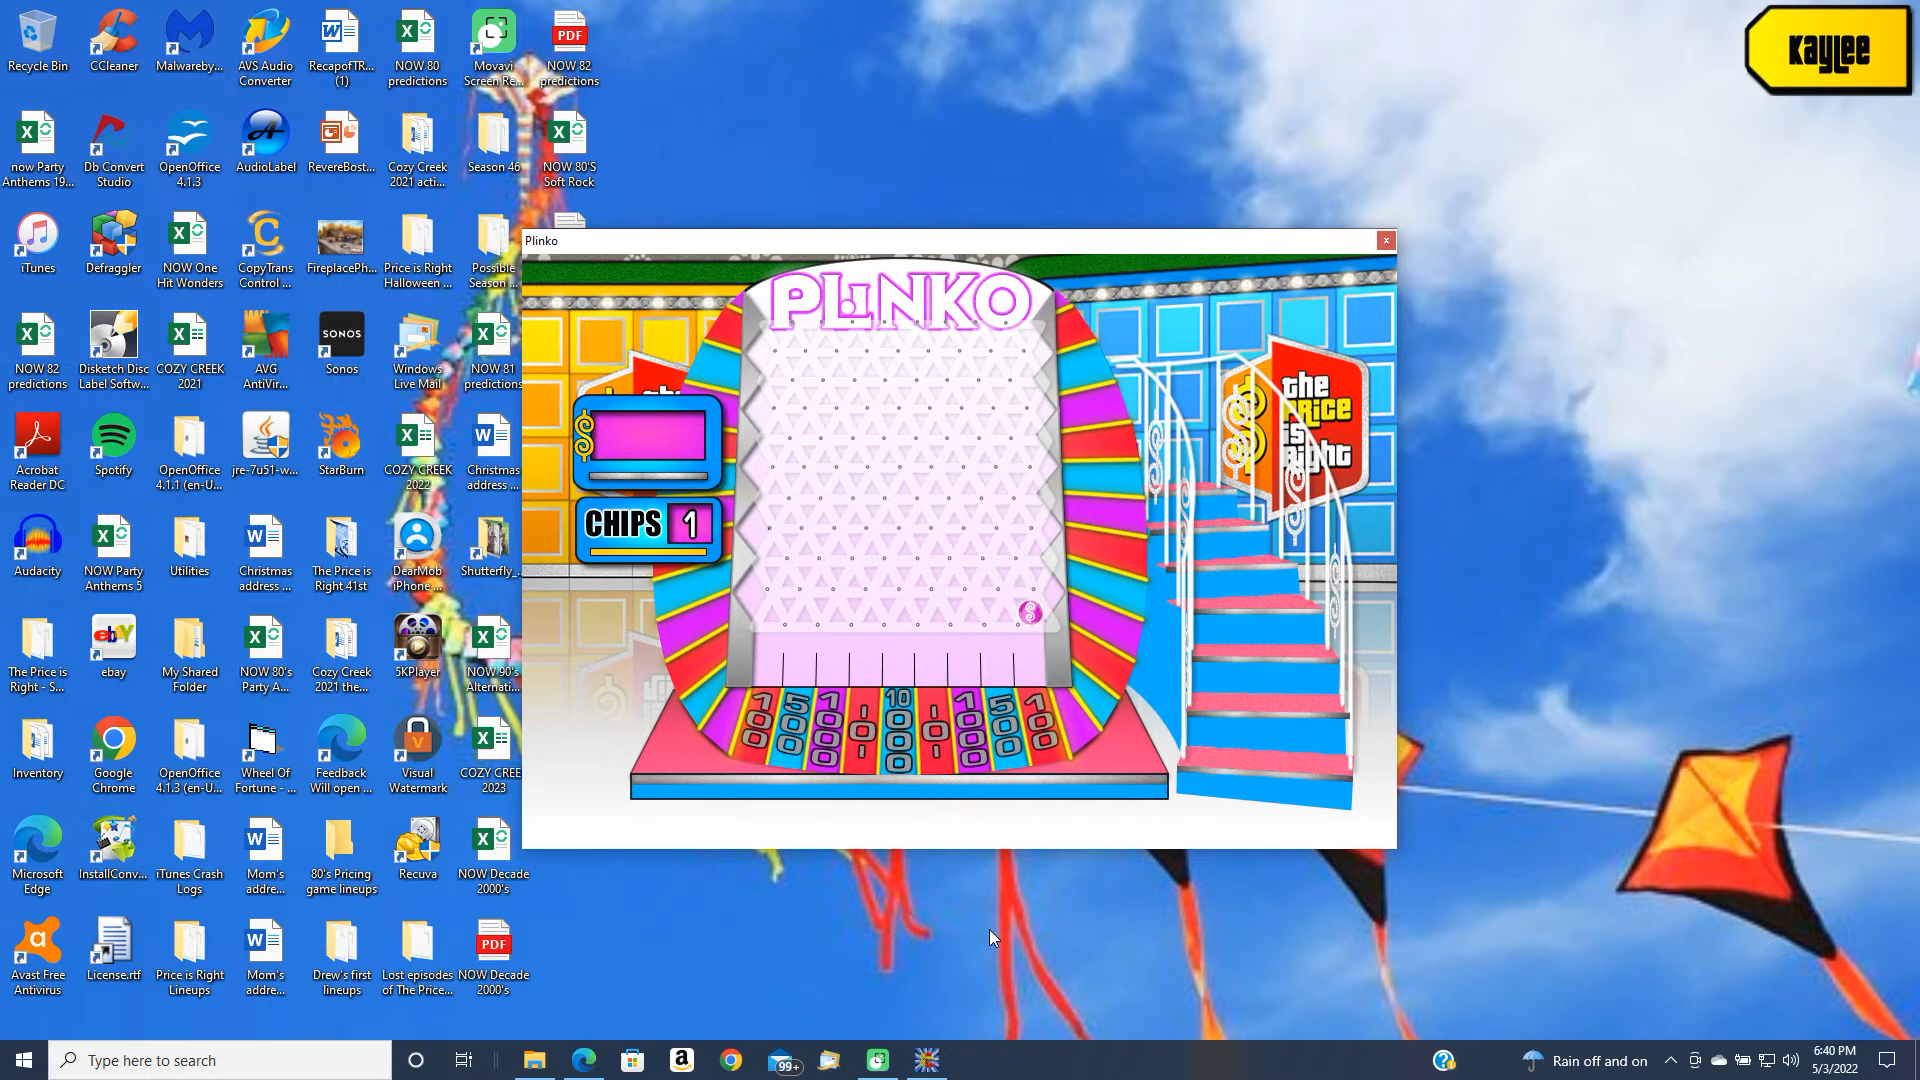 Recycle Bin
CCleaner
Malwareby...
AVS Audio
Converter
RecapofTR...
(1)
NOW 80
predictions
Movavi
Screen Re...
NOW 82
predictions
KAYLEE
now Party
Anthems 19...
Db Convert
Studio
OpenOffice
4.1.3
AudioLabel
RevereBost...
Cozy Creek
2021 acti...
Season 46
NOW 80'S
Soft Rock
iTunes
Defraggler
NOW One
Hit Wonders
CopyTrans
Control ...
FireplacePh...
Price is Right
Halloween ...
Possible
Season ...
Plinko
PLINKO
NOW 82
predictions
Disketch Disc
Label Softw...
COZY CREEK
2021
AVG
AntiVir...
SONOS
Sonos
Windows
Live Mail
NOW 81
predictions
the
PRICE
is
Right
Acrobat
Reader DC
Spotify
OpenOffice
4.1.1 (en-U...
jre-7u51-w...
StarBurn
COZY CREEK
2022
Christmas
address ...
$
CHIPS 1
Audacity
NOW Party
Anthems 5
Utilities
Christmas
address ...
The Price is
Right 41st
DearMob
iPhone ...
Shutterfly_...
The Price is
Right - S...
ebay
My Shared
Folder
NOW 80's
Party A...
Cozy Creek
2021 the...
5KPlayer
NOW 90's
Alternati...
100 500 1000 0 10000 0 1000 500 100
Inventory
Google
Chrome
OpenOffice
4.1.3 (en-U...
Wheel Of
Fortune - ...
Feedback
Will open ...
Visual
Watermark
COZY CREE
2023
Microsoft
Edge
InstallConv...
iTunes Crash
Logs
Mom's
addre...
80's Pricing
game lineups
Recuva
NOW Decade
2000's
Avast Free
Antivirus
License.rtf
Price is Right
Lineups
Mom's
addre...
Drew's first
lineups
Lost episodes
of The Price...
PDF
NOW Decade
2000's
Type here to search
99+
Rain off and on
6:40 PM
5/3/2022